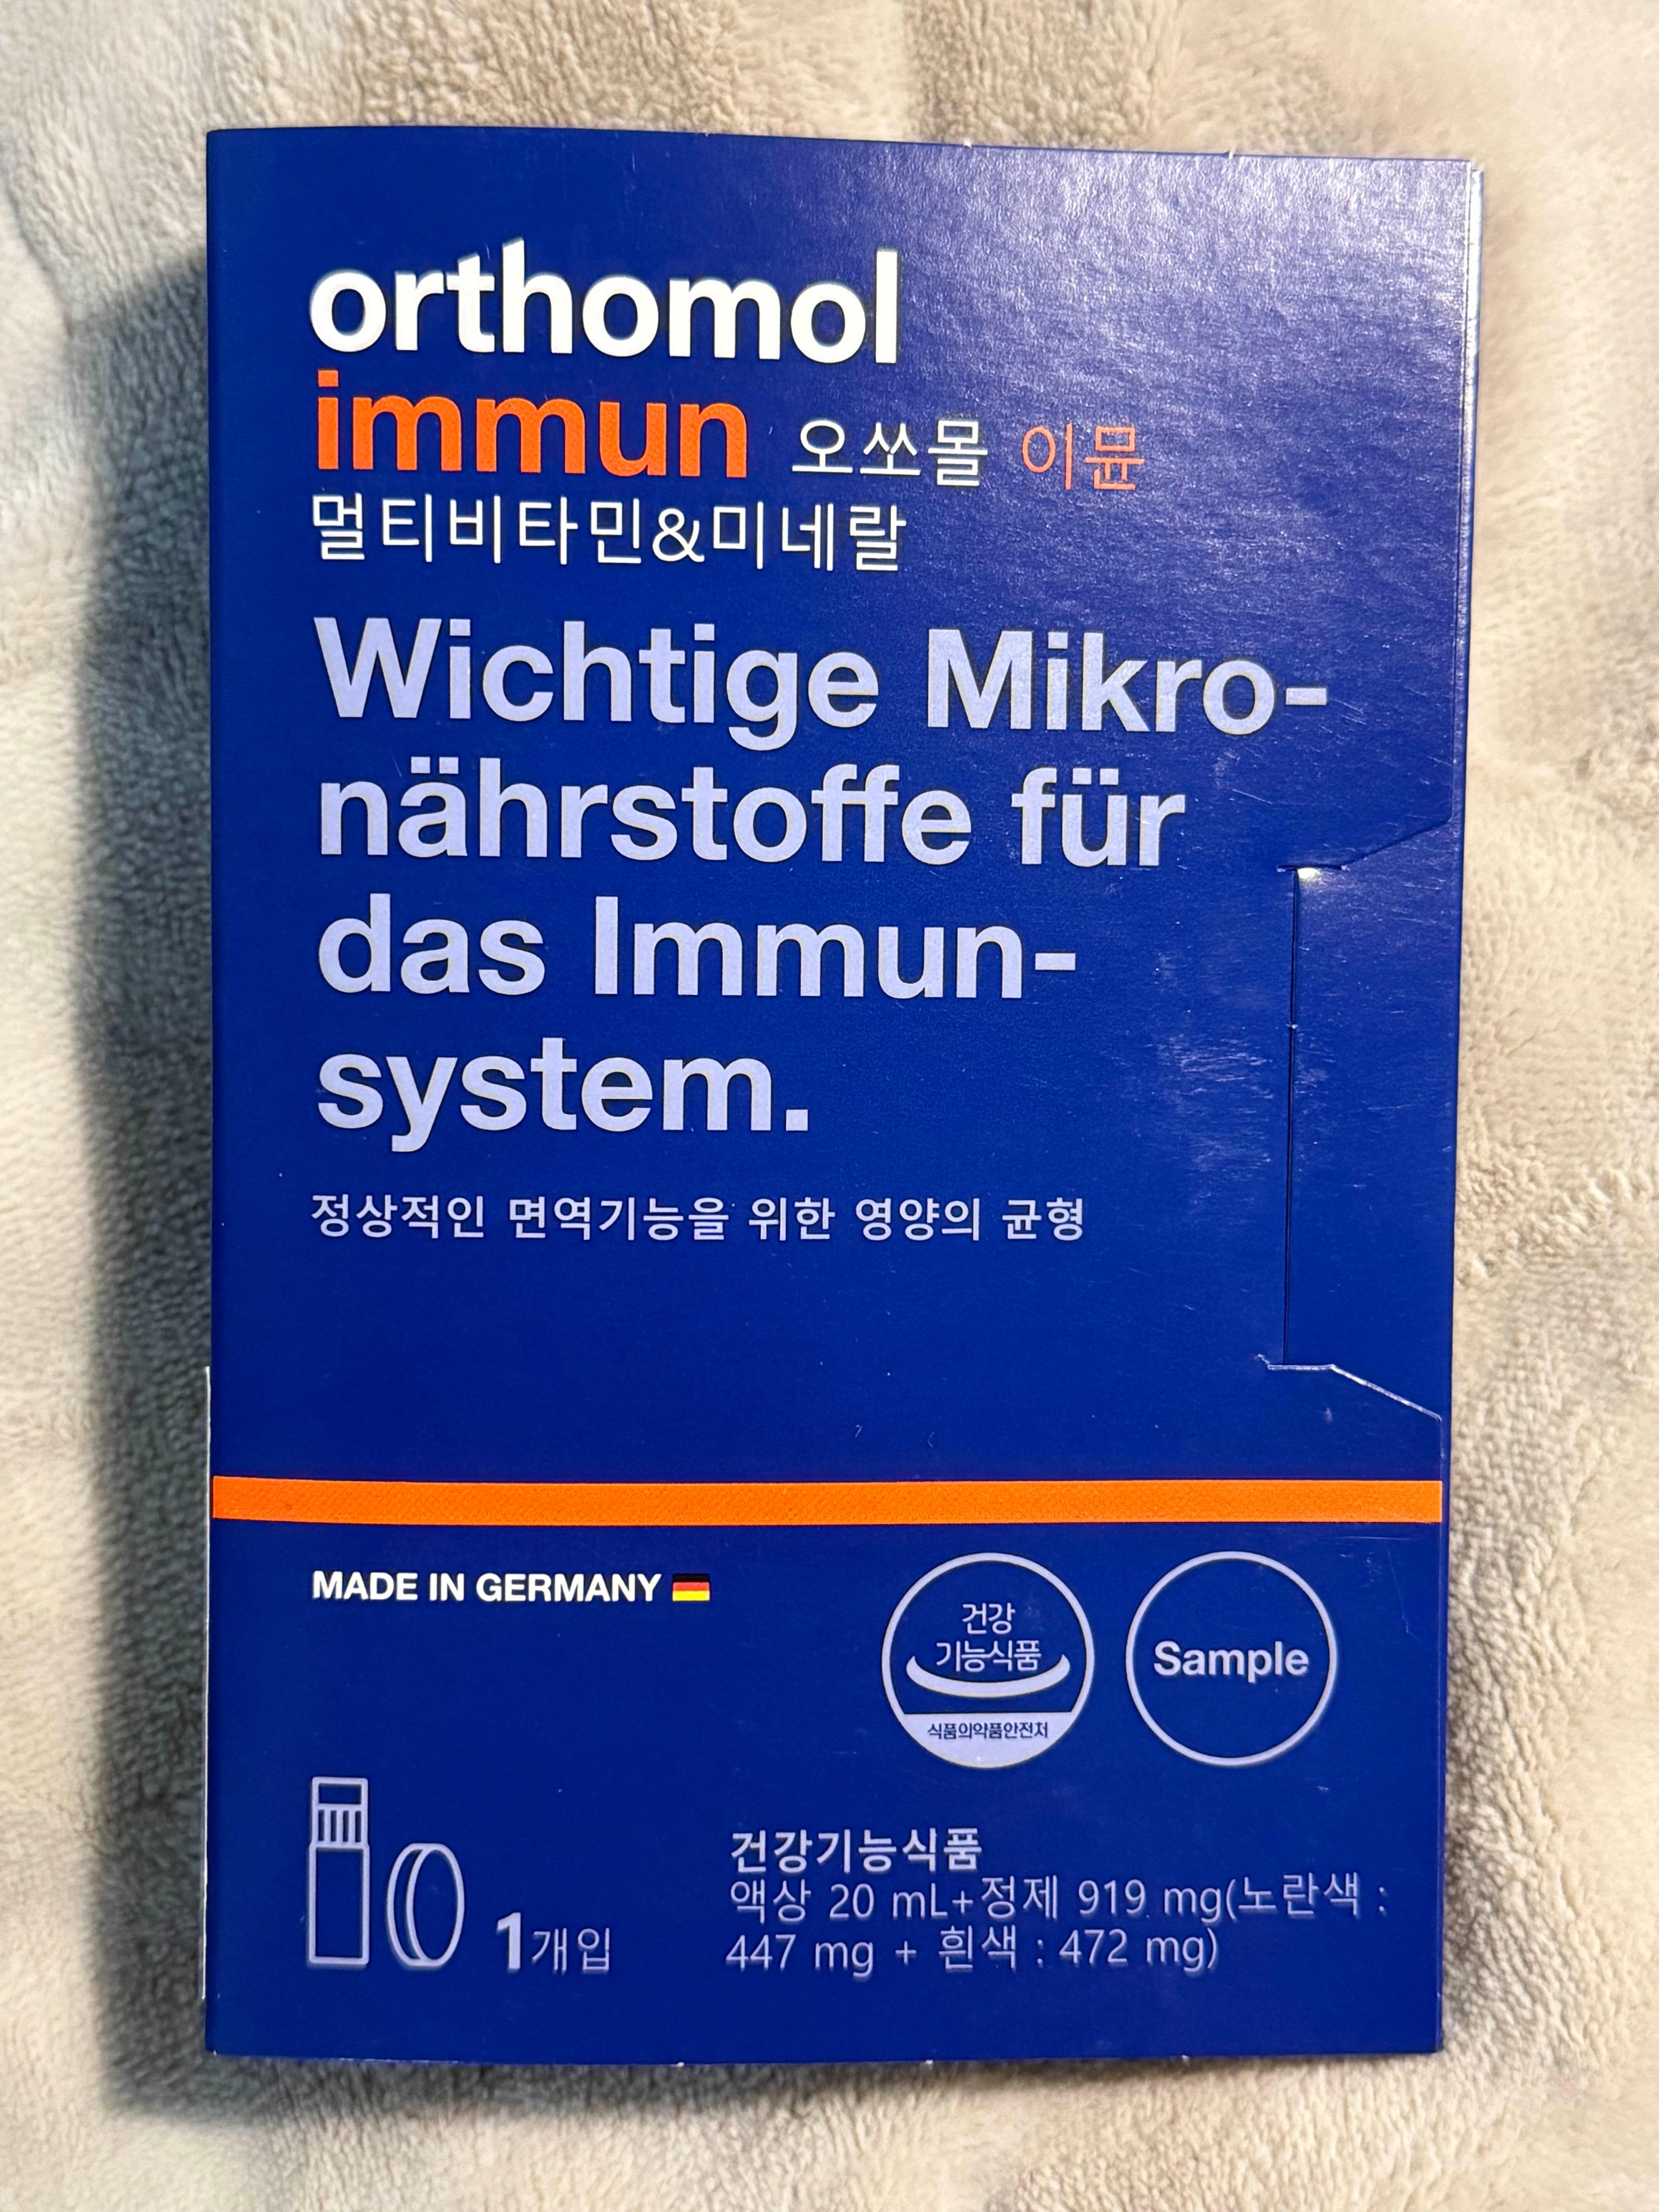 orthomol
immun 오쏘몰 이뮨
멀티비타민&미네랄
Wichtige Mikro-
nährstoffe für
das Immun-
system.
정상적인 면역기능을 위한 영양의 균형
MADE IN GERMANY
건강
기능식품
식품의약품안전처
Sample
1개입
건강기능식품
액상 20 mL+정제 919 mg(노란색 :
447 mg + 흰색 : 472 mg)